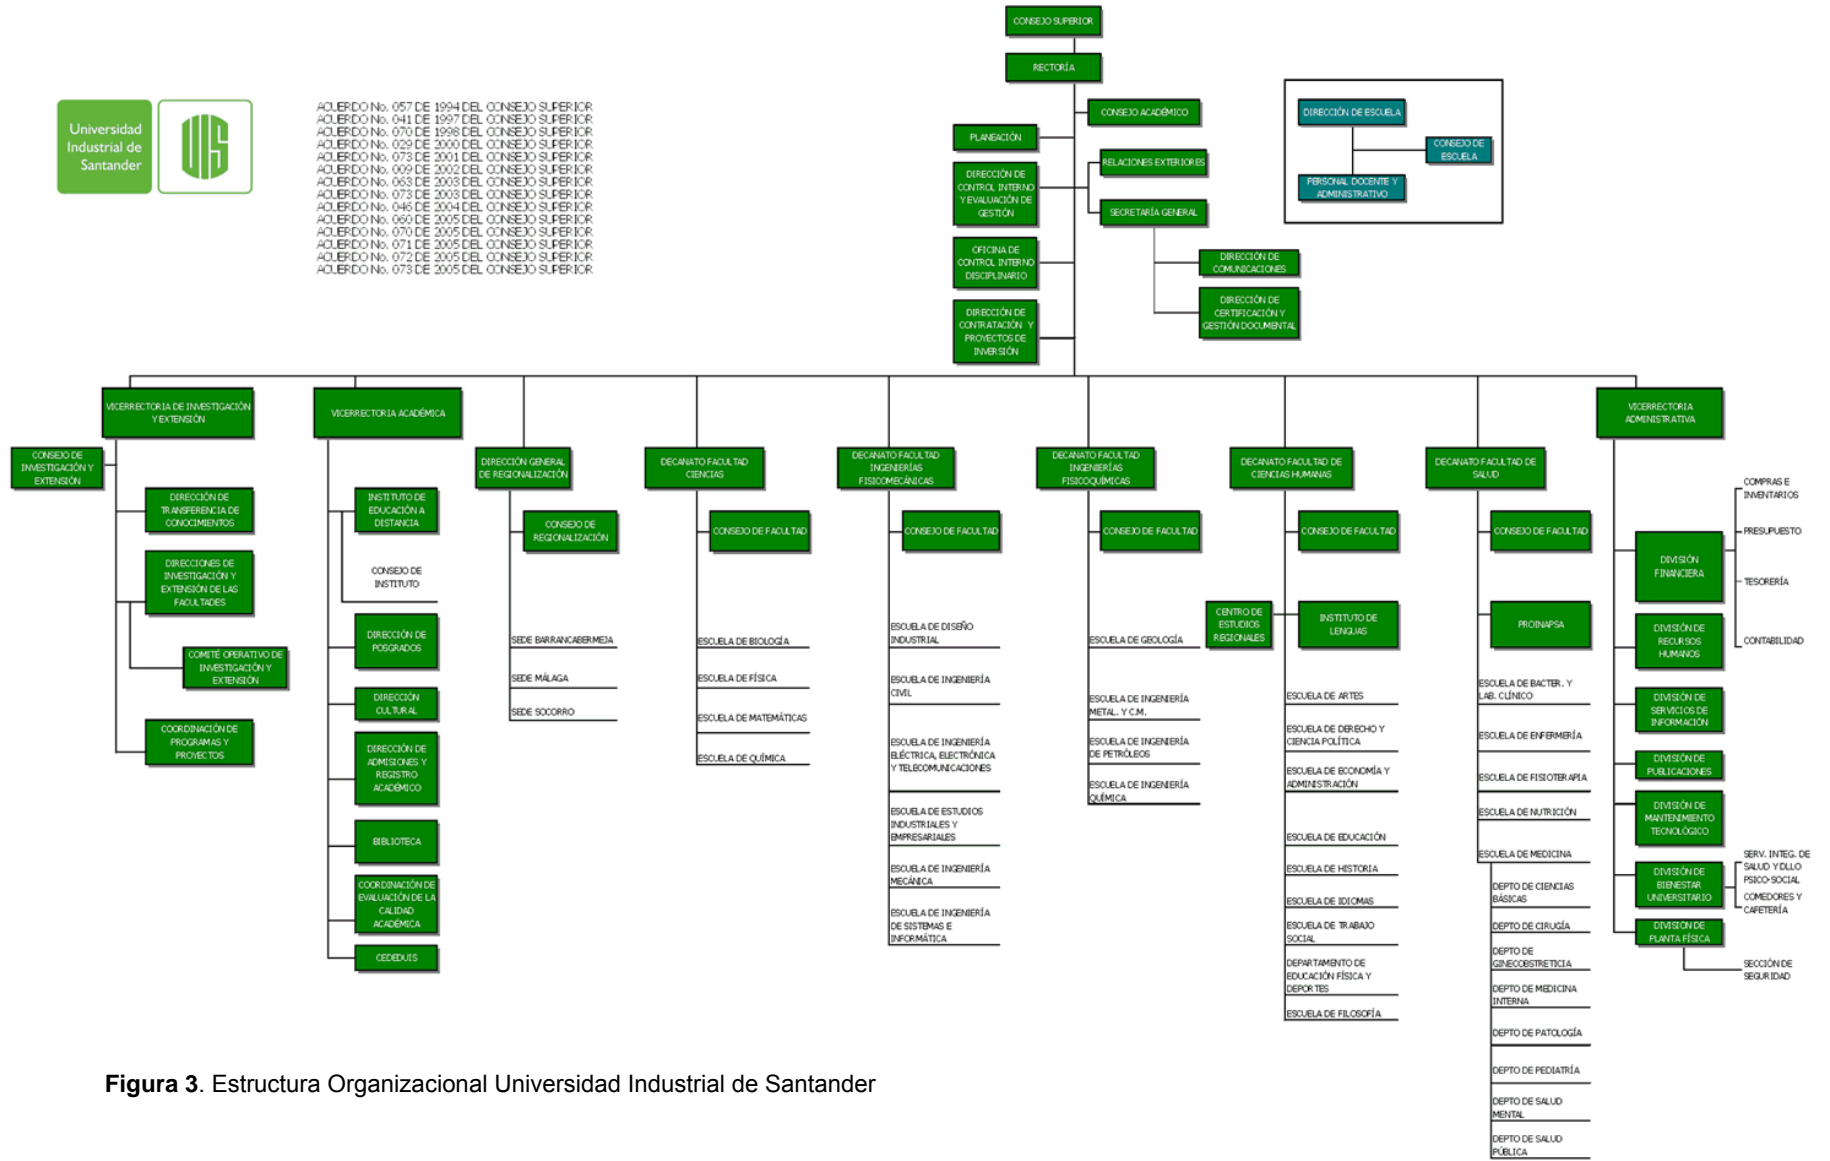 CONSEJO SUPERIOR
RECTORÍA
Universidad
Industrial de
Santander
UIS
ACUERDO No. 057 DE 1994 DEL CONSEJO SUPERIOR
ACUERDO No. 041 DE 1997 DEL CONSEJO SUPERIOR
ACUERDO No. 070 DE 1998 DEL CONSEJO SUPERIOR
ACUERDO No. 029 DE 2000 DEL CONSEJO SUPERIOR
ACUERDO No. 073 DE 2001 DEL CONSEJO SUPERIOR
ACUERDO No. 009 DE 2002 DEL CONSEJO SUPERIOR
ACUERDO No. 063 DE 2003 DEL CONSEJO SUPERIOR
ACUERDO No. 073 DE 2003 DEL CONSEJO SUPERIOR
ACUERDO No. 046 DE 2004 DEL CONSEJO SUPERIOR
ACUERDO No. 060 DE 2005 DEL CONSEJO SUPERIOR
ACUERDO No. 070 DE 2005 DEL CONSEJO SUPERIOR
ACUERDO No. 071 DE 2005 DEL CONSEJO SUPERIOR
ACUERDO No. 072 DE 2005 DEL CONSEJO SUPERIOR
ACUERDO No. 073 DE 2005 DEL CONSEJO SUPERIOR
CONSEJO ACADÉMICO
PLANEACIÓN
RELACIONES EXTERIORES
DIRECCIÓN DE
CONTROL INTERNO
Y EVALUACIÓN DE
GESTIÓN
SECRETARÍA GENERAL
OFICINA DE
CONTROL INTERNO
DISCIPLINARIO
DIRECCIÓN DE
COMUNICACIONES
DIRECCIÓN DE
CERTIFICACIÓN Y
GESTIÓN DOCUMENTAL
DIRECCIÓN DE
CONTRATACIÓN Y
PROYECTOS DE
INVERSIÓN
DIRECCIÓN DE ESCUELA
CONSEJO DE
ESCUELA
PERSONAL DOCENTE Y
ADMINISTRATIVO
VICERRECTORIA DE INVESTIGACIÓN
Y EXTENSIÓN
CONSEJO DE
INVESTIGACIÓN Y
EXTENSIÓN
DIRECCIÓN DE
TRANSFERENCIA DE
CONOCIMIENTOS
DIRECCIONES DE
INVESTIGACIÓN Y
EXTENSIÓN DE LAS
FACULTADES
COMITÉ OPERATIVO DE
INVESTIGACIÓN Y
EXTENSIÓN
COORDINACIÓN DE
PROGRAMAS Y
PROYECTOS
VICERRECTORIA ACADÉMICA
INSTITUTO DE
EDUCACIÓN A
DISTANCIA
CONSEJO DE
INSTITUTO
DIRECCIÓN DE
POSGRADOS
DIRECCIÓN
CULTURAL
DIRECCIÓN DE
ADMISIONES Y
REGISTRO
ACADÉMICO
BIBLIOTECA
COORDINACIÓN DE
EVALUACIÓN DE LA
CALIDAD
ACADÉMICA
CEDEDUIS
DIRECCIÓN GENERAL
DE REGIONALIZACIÓN
CONSEJO DE
REGIONALIZACIÓN
SEDE BARRANCABERMEJA
SEDE MÁLAGA
SEDE SOCORRO
DECANATO FACULTAD
CIENCIAS
CONSEJO DE FACULTAD
ESCUELA DE BIOLOGÍA
ESCUELA DE FÍSICA
ESCUELA DE MATEMÁTICAS
ESCUELA DE QUÍMICA
DECANATO FACULTAD
INGENIERÍAS
FISICOMECÁNICAS
CONSEJO DE FACULTAD
ESCUELA DE DISEÑO
INDUSTRIAL
ESCUELA DE INGENIERÍA
CIVIL
ESCUELA DE INGENIERÍA
ELÉCTRICA, ELECTRÓNICA
Y TELECOMUNICACIONES
ESCUELA DE ESTUDIOS
INDUSTRIALES Y
EMPRESARIALES
ESCUELA DE INGENIERÍA
MECÁNICA
ESCUELA DE INGENIERÍA
DE SISTEMAS E
INFORMÁTICA
DECANATO FACULTAD
INGENIERÍAS
FISICOQUÍMICAS
CONSEJO DE FACULTAD
ESCUELA DE GEOLOGÍA
ESCUELA DE INGENIERÍA
METAL. Y C.M.
ESCUELA DE INGENIERÍA
DE PETRÓLEOS
ESCUELA DE INGENIERÍA
QUÍMICA
DECANATO FACULTAD DE
CIENCIAS HUMANAS
CONSEJO DE FACULTAD
CENTRO DE
ESTUDIOS
REGIONALES
INSTITUTO DE
LENGUAS
ESCUELA DE ARTES
ESCUELA DE DERECHO Y
CIENCIA POLÍTICA
ESCUELA DE ECONOMÍA Y
ADMINISTRACIÓN
ESCUELA DE EDUCACIÓN
ESCUELA DE HISTORIA
ESCUELA DE IDIOMAS
ESCUELA DE TRABAJO
SOCIAL
DEPARTAMENTO DE
EDUCACIÓN FÍSICA Y
DEPORTES
ESCUELA DE FILOSOFÍA
DECANATO FACULTAD DE
SALUD
CONSEJO DE FACULTAD
PROINAPSA
ESCUELA DE BACTER. Y
LAB. CLÍNICO
ESCUELA DE ENFERMERÍA
ESCUELA DE FISIOTERAPIA
ESCUELA DE NUTRICIÓN
ESCUELA DE MEDICINA
DEPTO DE CIENCIAS
BÁSICAS
DEPTO DE CIRUGÍA
DEPTO DE
GINECOBSTRETICIA
DEPTO DE MEDICINA
INTERNA
DEPTO DE PATOLOGÍA
DEPTO DE PEDIATRÍA
DEPTO DE SALUD
MENTAL
DEPTO DE SALUD
PÚBLICA
VICERRECTORIA
ADMINISTRATIVA
DIVISIÓN
FINANCIERA
COMPRAS E
INVENTARIOS
PRESUPUESTO
TESORERÍA
CONTABILIDAD
DIVISIÓN DE
RECURSOS
HUMANOS
DIVISIÓN DE
SERVICIOS DE
INFORMACIÓN
DIVISIÓN DE
PUBLICACIONES
DIVISIÓN DE
MANTENIMIENTO
TECNOLÓGICO
DIVISIÓN DE
BIENESTAR
UNIVERSITARIO
SERV. INTEG. DE
SALUD Y DLLO
PSICO-SOCIAL
COMEDORES Y
CAFETERÍA
DIVISIÓN DE
PLANTA FÍSICA
SECCIÓN DE
SEGURIDAD
Figura 3. Estructura Organizacional Universidad Industrial de Santander